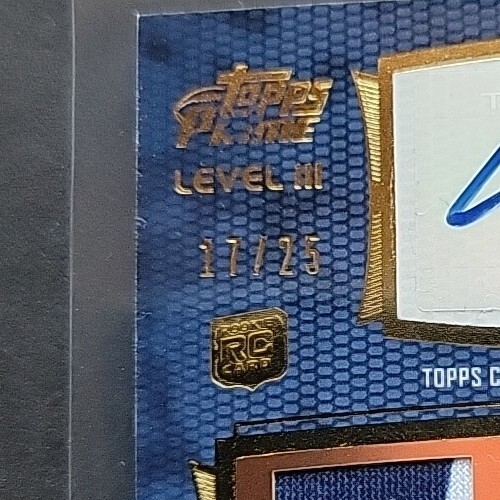 Topps
PRIME
LEVEL III
17/25
ROOKIE
RC
CARD
TOPPS C